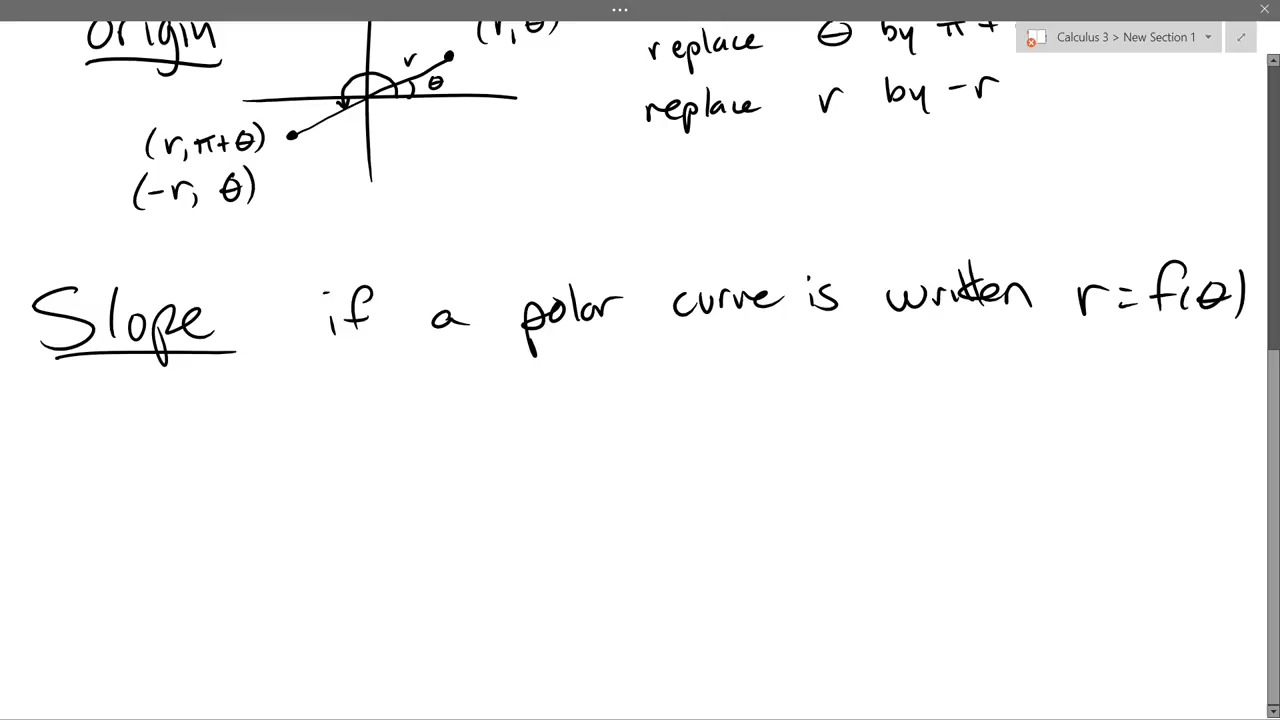 Calculus 3 > New Section 1
origin
(r, θ)
r
θ
replace θ by π +
replace r by -r
(r, π+θ)
(-r, θ)
Slope if a polar curve is written r = f(θ)